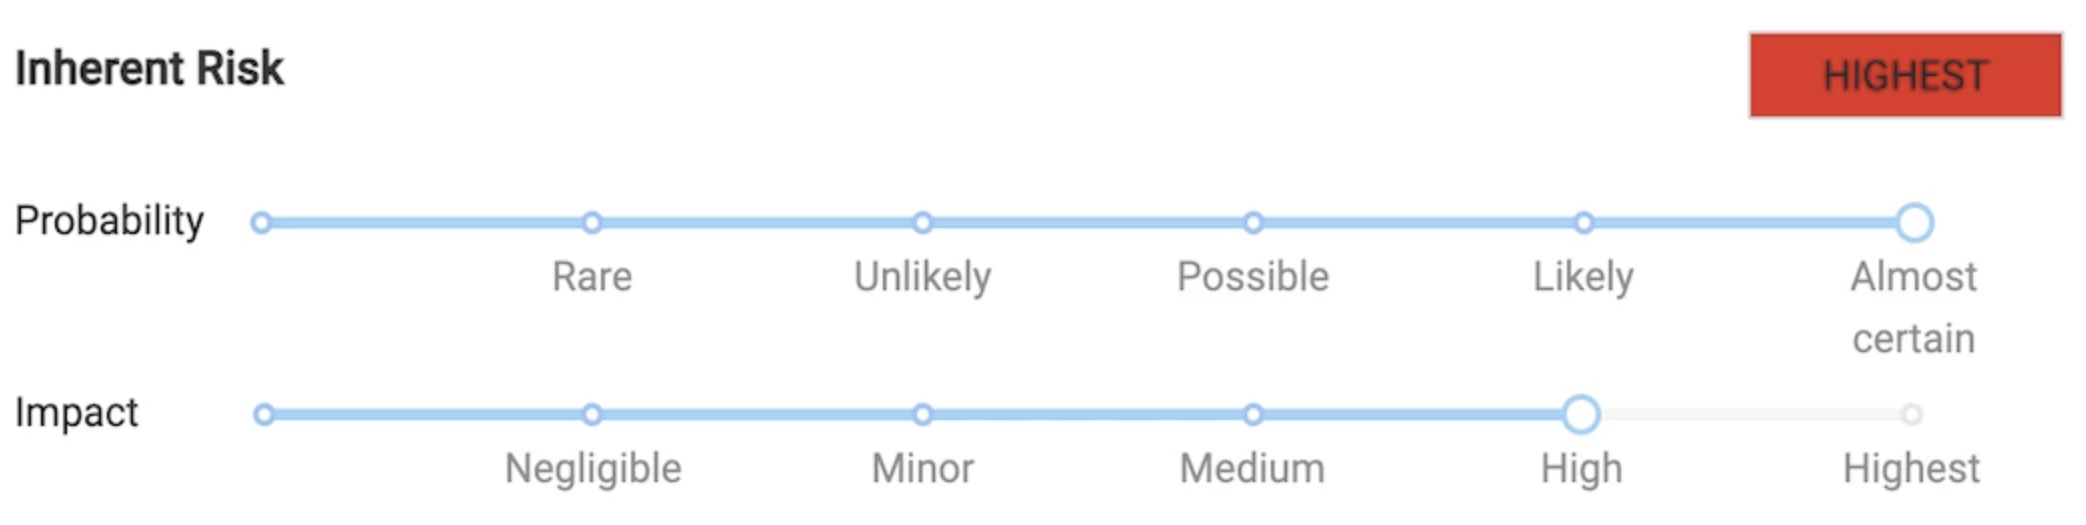 Inherent Risk
HIGHEST
Probability
Rare
Unlikely
Possible
Likely
Almost
certain
Impact
Negligible
Minor
Medium
High
Highest